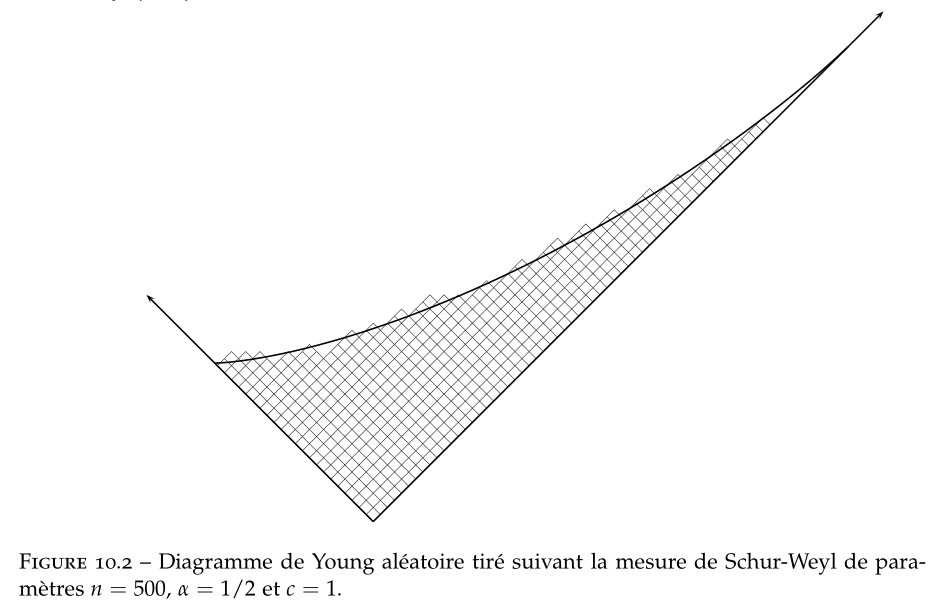 FIGURE 10.2 – Diagramme de Young aléatoire tiré suivant la mesure de Schur-Weyl de para-
mètres n = 500, α = 1/2 et c = 1.